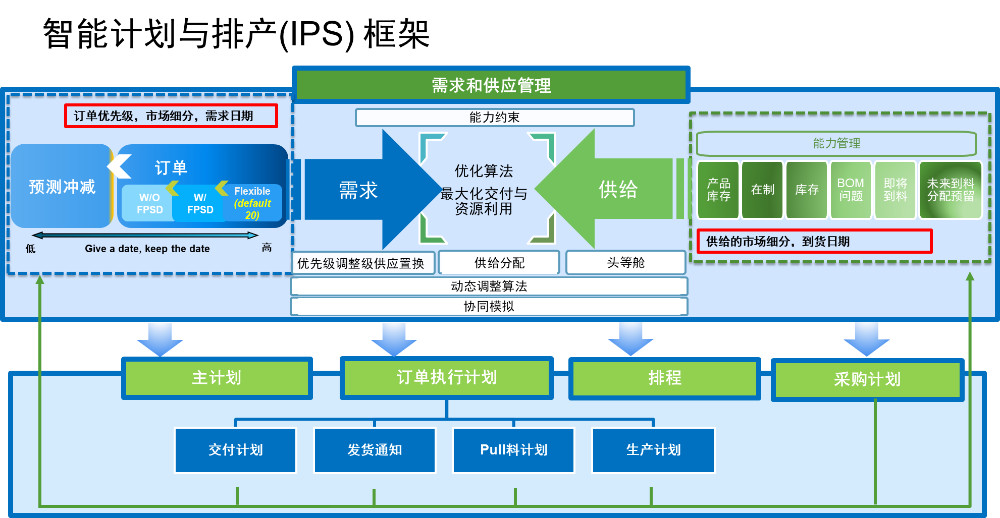 智能计划与排产(IPS) 框架
需求和供应管理
订单优先级，市场细分，需求日期
预测冲减
订单
W/O
FPSD
W/
FPSD
Flexible
(default
20)
低
Give a date, keep the date
高
能力约束
需求
优化算法
最大化交付与
资源利用
供给
优先级调整级供应置换
供给分配
头等舱
动态调整算法
协同模拟
能力管理
产品
库存
在制
库存
BOM
问题
即将
到料
未来到料
分配预留
供给的市场细分，到货日期
主计划
订单执行计划
排程
采购计划
交付计划
发货通知
Pull料计划
生产计划